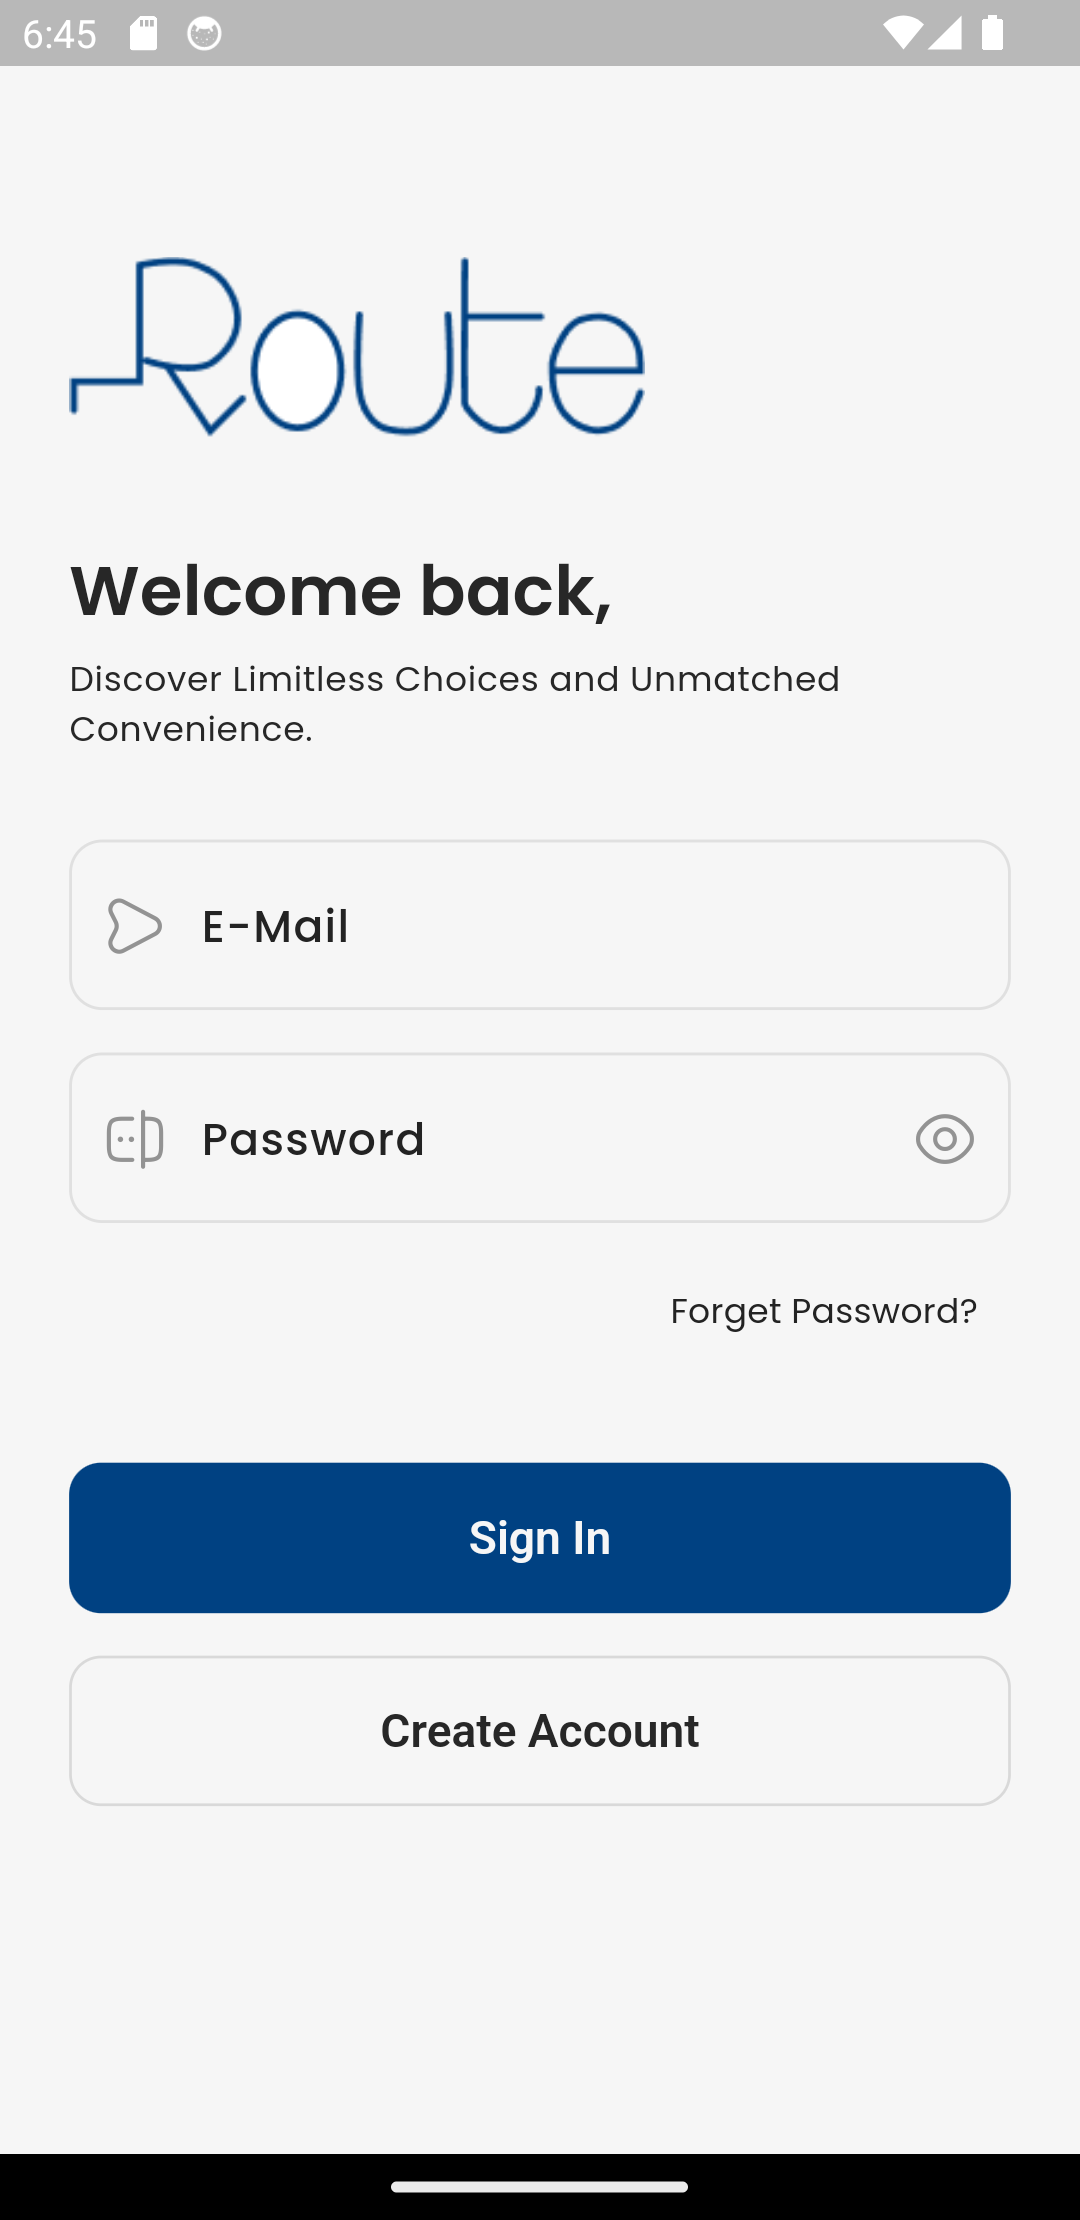 6:45
Route
Welcome back,
Discover Limitless Choices and Unmatched
Convenience.
E-Mail
Password
Forget Password?
Sign In
Create Account